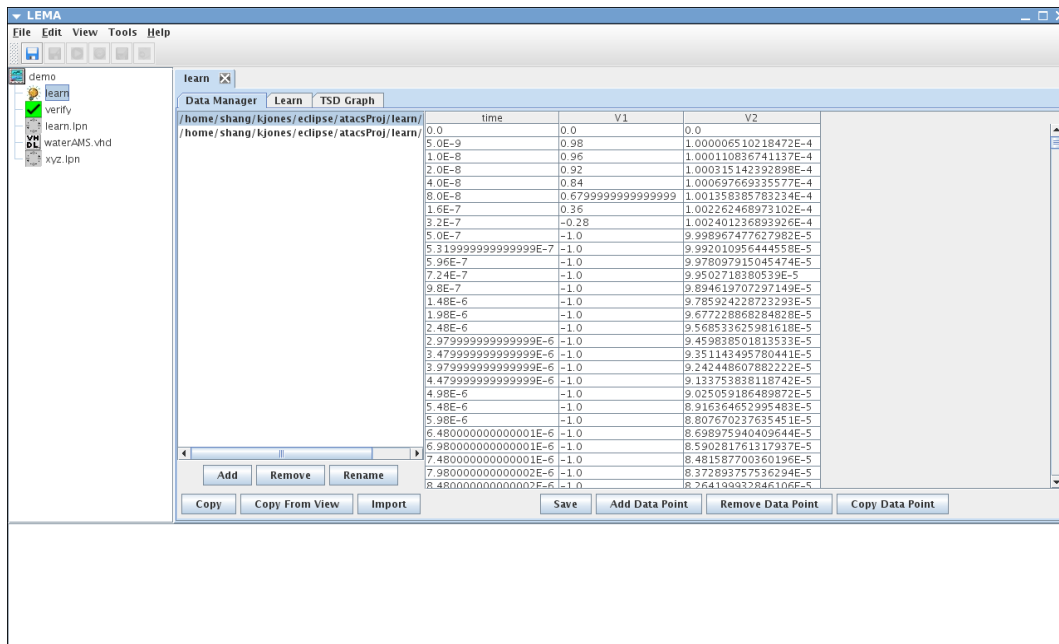 LEMA
File Edit View Tools Help
demo
learn
verify
learn.lpn
VHDL waterAMS.vhd
xyz.lpn
learn
Data Manager Learn TSD Graph
/home/shang/kjones/eclipse/atacsProj/learn/
/home/shang/kjones/eclipse/atacsProj/learn/
time V1 V2
0.0 0.0 0.0
5.0E-9 0.98 1.000006510218472E-4
1.0E-8 0.96 1.000110836741137E-4
2.0E-8 0.92 1.000315142392898E-4
4.0E-8 0.84 1.000697669335577E-4
8.0E-8 0.6799999999999999 1.001358385783234E-4
1.6E-7 0.36 1.002262468973102E-4
3.2E-7 -0.28 1.002401236893926E-4
5.0E-7 -1.0 9.998967477627982E-5
5.319999999999999E-7 -1.0 9.992010956444558E-5
5.96E-7 -1.0 9.978097915045474E-5
7.24E-7 -1.0 9.9502718380539E-5
9.8E-7 -1.0 9.894619707297149E-5
1.48E-6 -1.0 9.785924228723293E-5
1.98E-6 -1.0 9.677228868284828E-5
2.48E-6 -1.0 9.568533625981618E-5
2.979999999999999E-6 -1.0 9.459838501813533E-5
3.479999999999999E-6 -1.0 9.351143495780441E-5
3.979999999999999E-6 -1.0 9.242448607882222E-5
4.479999999999999E-6 -1.0 9.133753838118742E-5
4.98E-6 -1.0 9.025059186489872E-5
5.48E-6 -1.0 8.916364652995483E-5
5.98E-6 -1.0 8.807670237635451E-5
6.480000000000001E-6 -1.0 8.698975940409644E-5
6.980000000000001E-6 -1.0 8.590281761317937E-5
7.480000000000001E-6 -1.0 8.481587700360196E-5
7.980000000000002E-6 -1.0 8.372893757536294E-5
8.480000000000002E-6 -1.0 8.264199932846106E-5
Add Remove Rename
Copy Copy From View Import Save Add Data Point Remove Data Point Copy Data Point